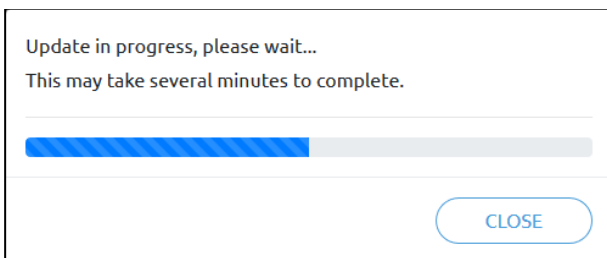 Update in progress, please wait...
This may take several minutes to complete.
CLOSE